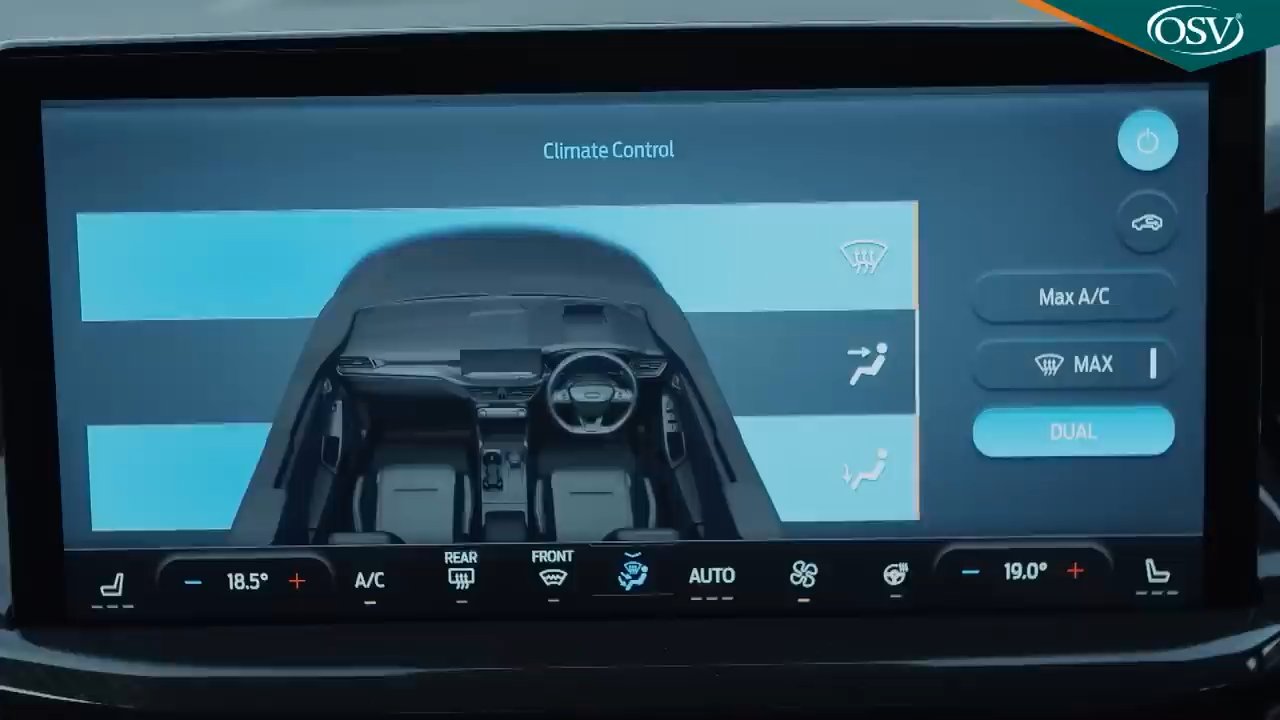 OSV
Climate Control
Max A/C
MAX
DUAL
18.5°
A/C
REAR
FRONT
AUTO
19.0°